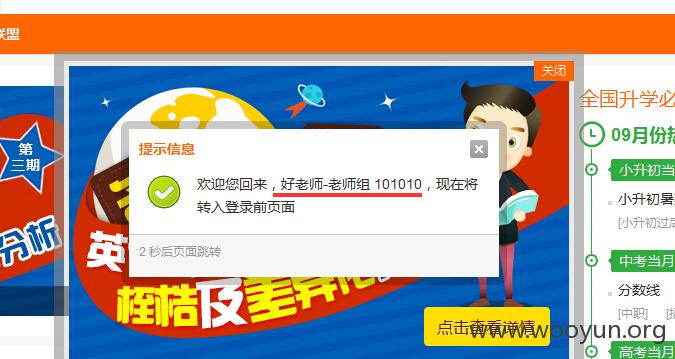 联盟
关闭
全国升学必
第
三期
提示信息
09月份热
欢迎您回来，好老师-老师组 101010，现在将
转入登录前页面
小升初当
小升初暑
[小升初过后
分析
2 秒后页面跳转
英
中考当月
分数线
[中职]
桎桔及差异化
点击查看详情
www.wooyun.org
高考当月